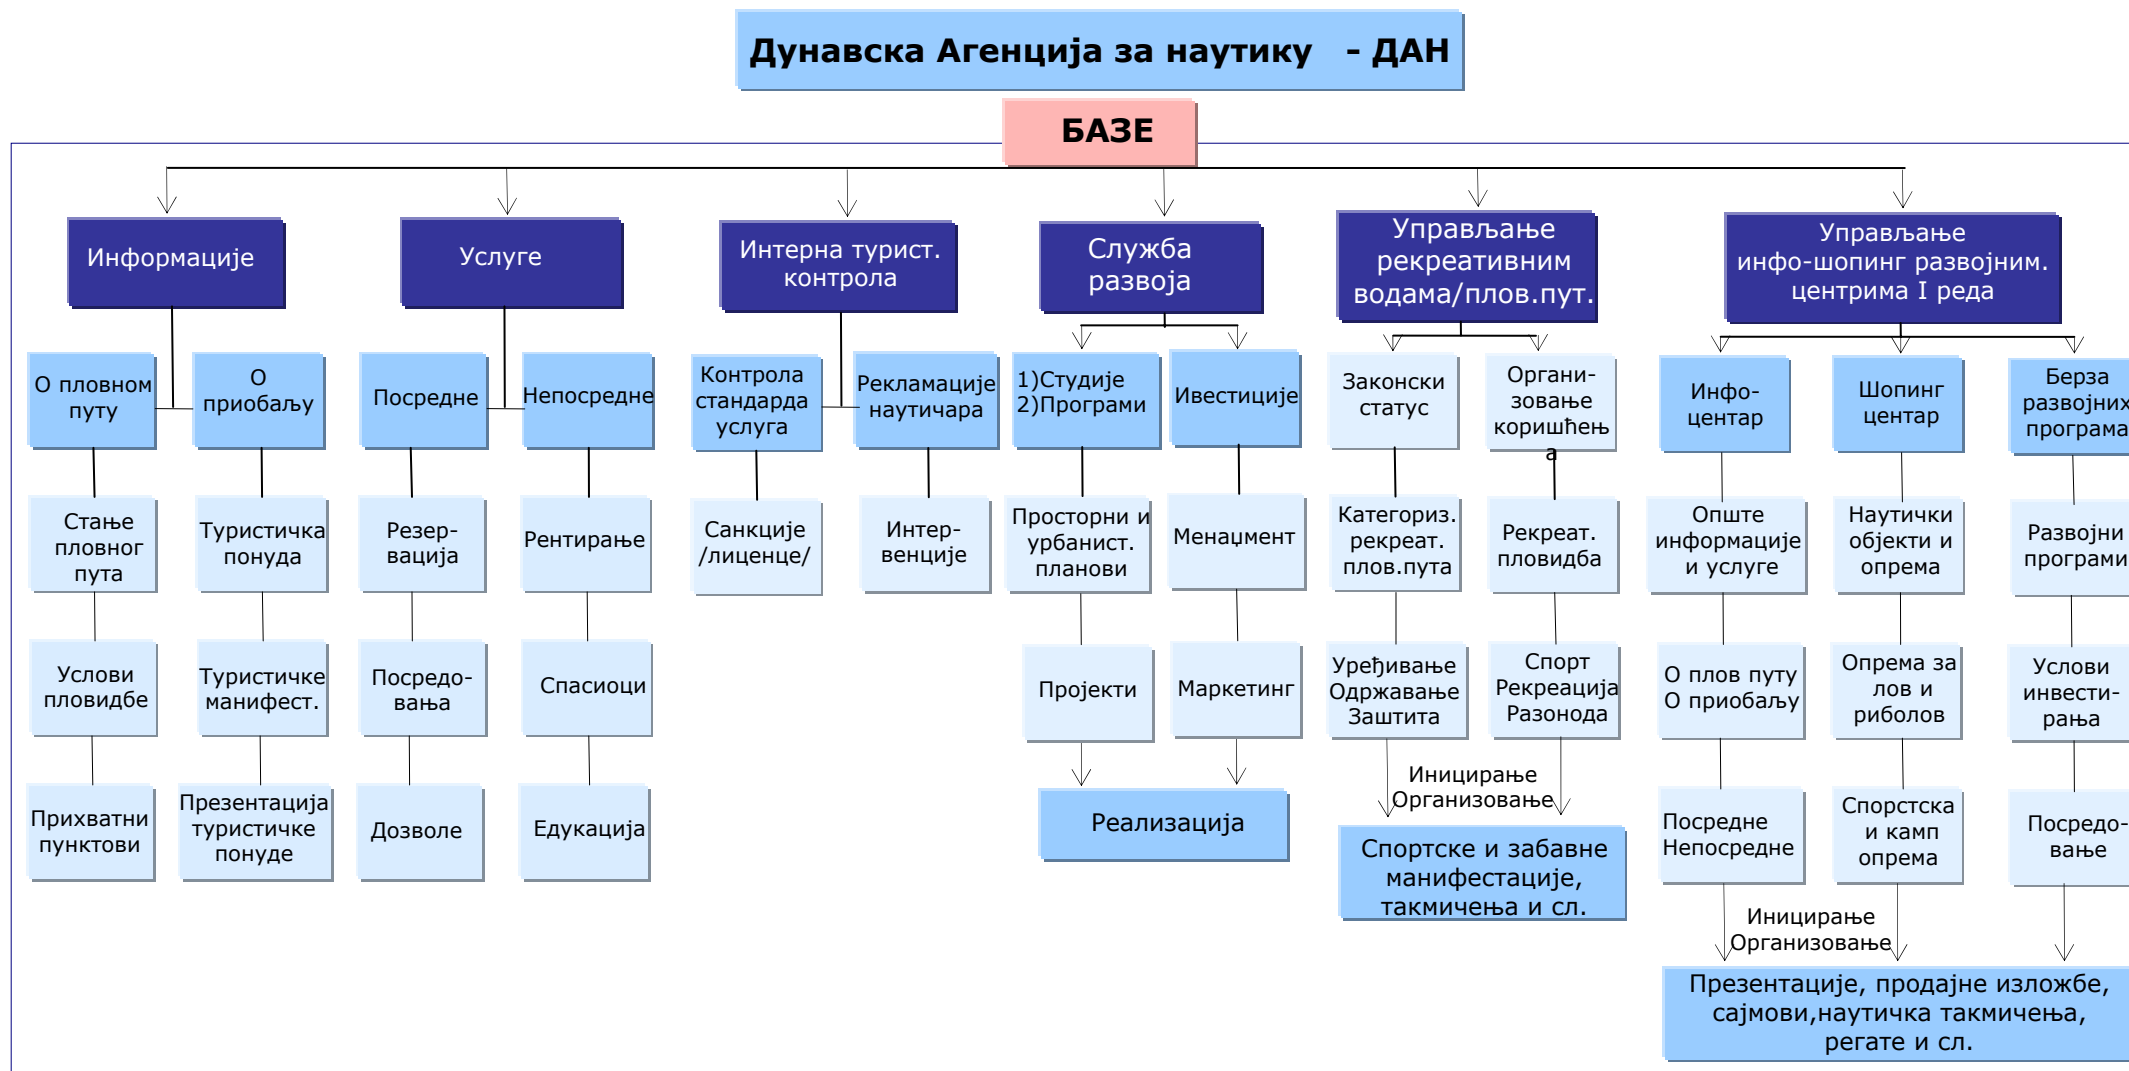 Дунавска Агенција за наутику - ДАН
БАЗЕ
Информације
Услуге
Интерна турист.
контрола
Служба
развоја
Управљање
рекреативним
водама/плов.пут.
Управљање
инфо-шопинг развојним.
центрима I реда
О пловном
путу
О
приобаљу
Посредне
Непосредне
Контрола
стандарда
услуга
Рекламације
наутичара
1)Студије
2)Програми
Ивестиције
Законски
статус
Органи-
зовање
коришћењ
а
Инфо-
центар
Шопинг
центар
Берза
развојних
програма
Стање
пловног
пута
Туристичка
понуда
Резер-
вација
Рентирање
Санкције
/лиценце/
Интер-
венције
Просторни и
урбанист.
планови
Менаџмент
Категориз.
рекреат.
плов.пута
Рекреат.
пловидба
Опште
информације
и услуге
Наутички
објекти и
опрема
Развојни
програми
Услови
пловидбе
Туристичке
манифест.
Посредо-
вања
Спасиоци
Пројекти
Маркетинг
Уређивање
Одржавање
Заштита
Спорт
Рекреација
Разонода
О плов путу
О приобаљу
Опрема за
лов и
риболов
Услови
инвести-
рања
Прихватни
пунктови
Презентација
туристичке
понуде
Дозволе
Едукација
Реализација
Иницирање
Организовање
Спортске и забавне
манифестације,
такмичења и сл.
Посредне
Непосредне
Спорстска
и камп
опрема
Посредо-
вање
Иницирање
Организовање
Презентације, продајне изложбе,
сајмови,наутичка такмичења,
регате и сл.